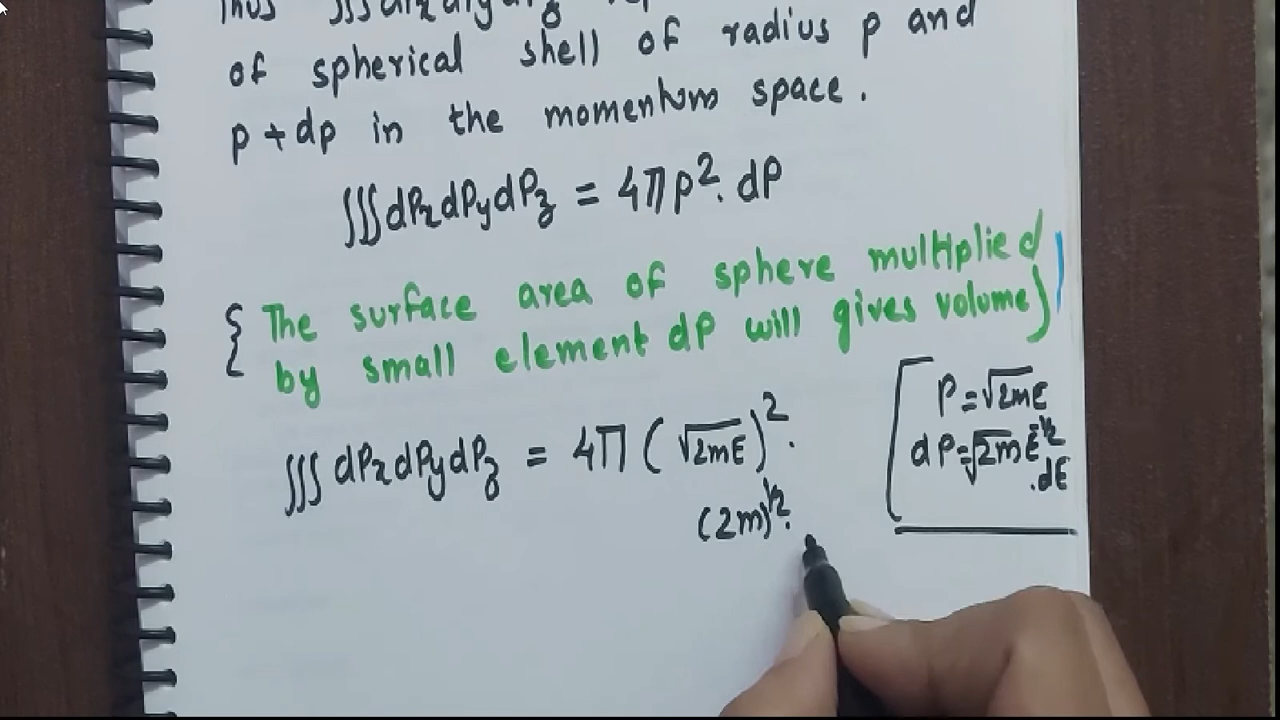 Thus ∭dPxdPydPz
of spherical shell of radius p and
p + dp in the momentum space.
∭dPxdPydPz = 4πp². dP
{ The surface area of sphere multiplied
by small element dP will gives volume}
P = √2mE
dP = √2m E^-1/2
.dE
∭ dPxdPydPz = 4π (√2mE)².
(2m)^1/2.